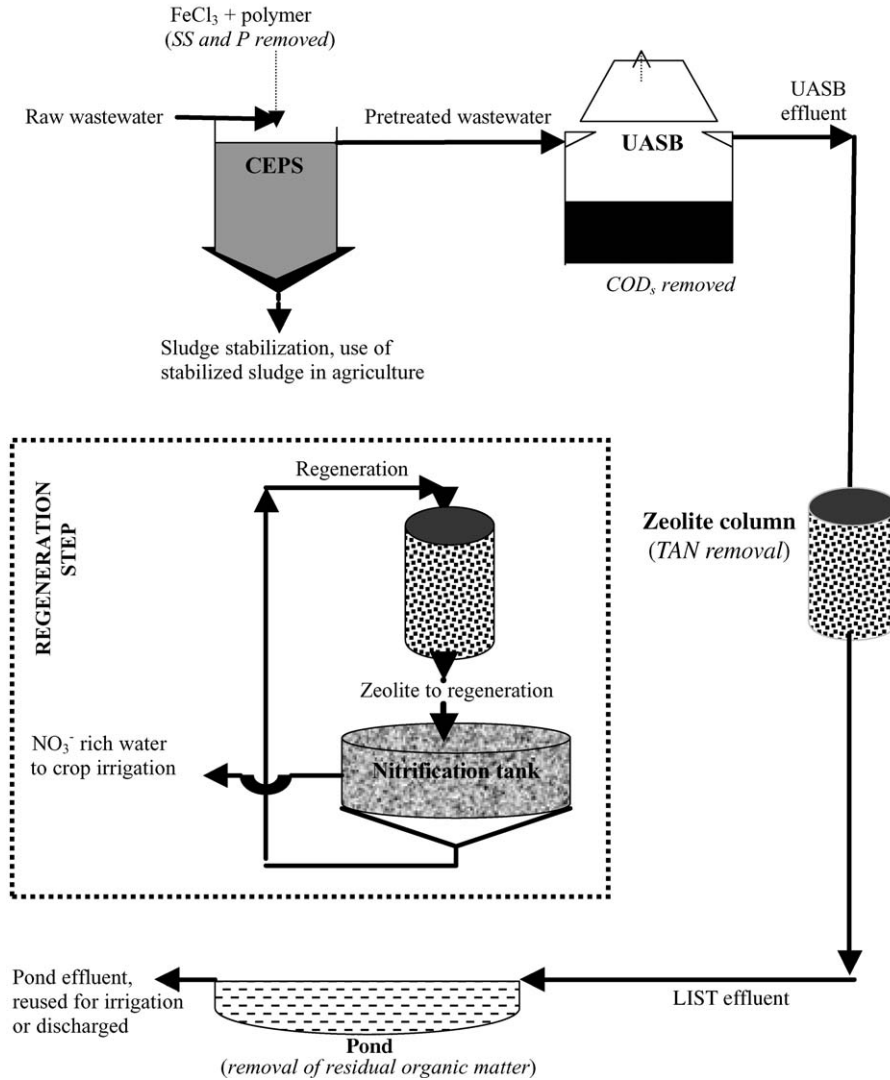 FeCl₃ + polymer
(SS and P removed)
Raw wastewater
Pretreated wastewater
UASB
effluent
CEPS
UASB
CODₛ removed
Sludge stabilization, use of
stabilized sludge in agriculture
REGENERATION
STEP
Regeneration
Zeolite column
(TAN removal)
Zeolite to regeneration
NO₃⁻ rich water
to crop irrigation
Nitrification tank
Pond effluent,
reused for irrigation
or discharged
LIST effluent
Pond
(removal of residual organic matter)